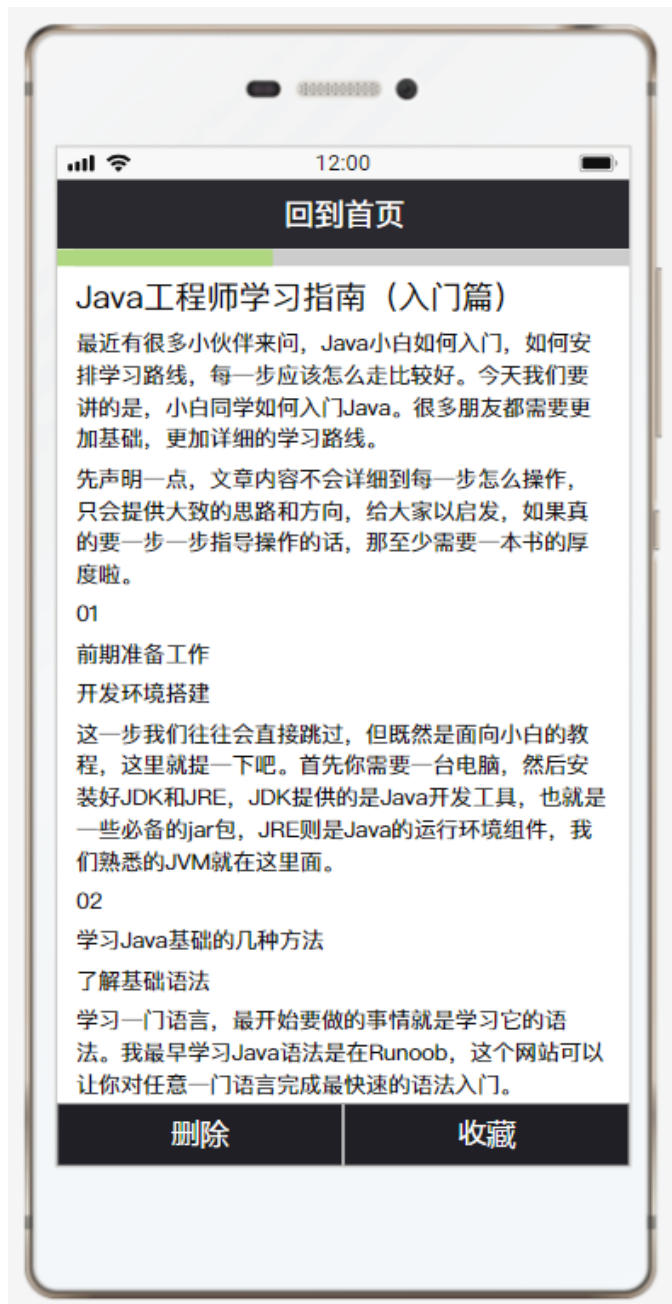 12:00
回到首页
Java工程师学习指南（入门篇）
最近有很多小伙伴来问，Java小白如何入门，如何安
排学习路线，每一步应该怎么走比较好。今天我们要
讲的是，小白同学如何入门Java。很多朋友都需要更
加基础，更加详细的学习路线。
先声明一点，文章内容不会详细到每一步怎么操作，
只会提供大致的思路和方向，给大家以启发，如果真
的要一步一步指导操作的话，那至少需要一本书的厚
度啦。
01
前期准备工作
开发环境搭建
这一步我们往往会直接跳过，但既然是面向小白的教
程，这里就提一下吧。首先你需要一台电脑，然后安
装好JDK和JRE，JDK提供的是Java开发工具，也就是
一些必备的jar包，JRE则是Java的运行环境组件，我
们熟悉的JVM就在这里面。
02
学习Java基础的几种方法
了解基础语法
学习一门语言，最开始要做的事情就是学习它的语
法。我最早学习Java语法是在Runoob，这个网站可以
让你对任意一门语言完成最快速的语法入门。
删除
收藏